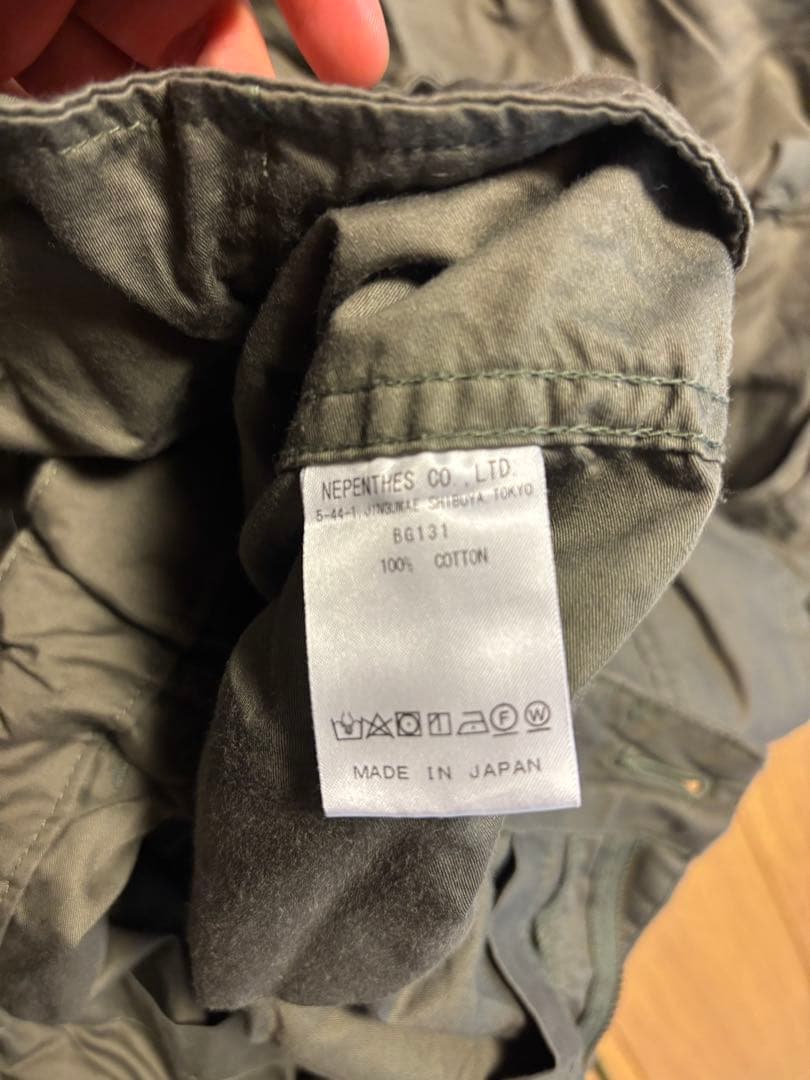 NEPENTHES CO.,LTD.
5-44-1, JINGUMAE SHIBUYA TOKYO
BG131
100% COTTON
F W
MADE IN JAPAN